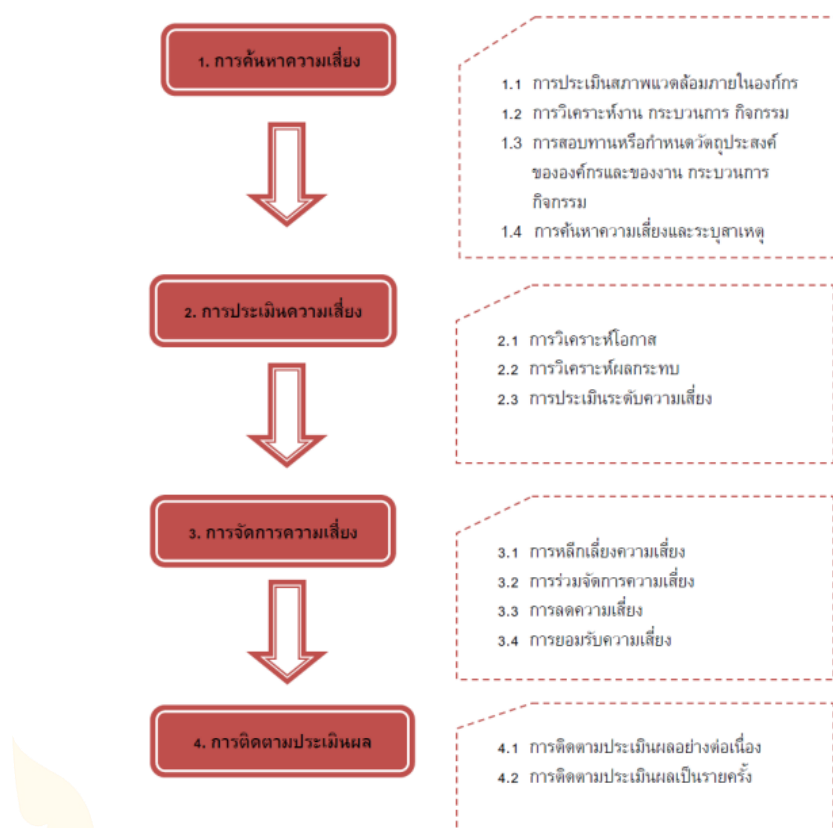 1. การค้นหาความเสี่ยง
1.1 การประเมินสภาพแวดล้อมภายในองก์กร
1.2 การวิเคราะห์งาน กระบวนการ กิจกรรม
1.3 การสอบทานหรือกำหนดวัตถุประสงค์
ขององค์กรและของงาน กระบวนการ
กิจกรรม
1.4 การค้นหาความเสี่ยงและระบุสาเหตุ
2. การประเมินความเสี่ยง
2.1 การวิเคราะห์โอกาส
2.2 การวิเคราะห์ผลกระทบ
2.3 การประเมินระดับความเสี่ยง
3. การจัดการความเสี่ยง
3.1 การหลีกเลี่ยงความเสี่ยง
3.2 การร่วมจัดการความเสี่ยง
3.3 การลดความเสี่ยง
3.4 การยอมรับความเสี่ยง
4. การติดตามประเมินผล
4.1 การติดตามประเมินผลอย่างต่อเนื่อง
4.2 การติดตามประเมินผลเป็นรายครั้ง